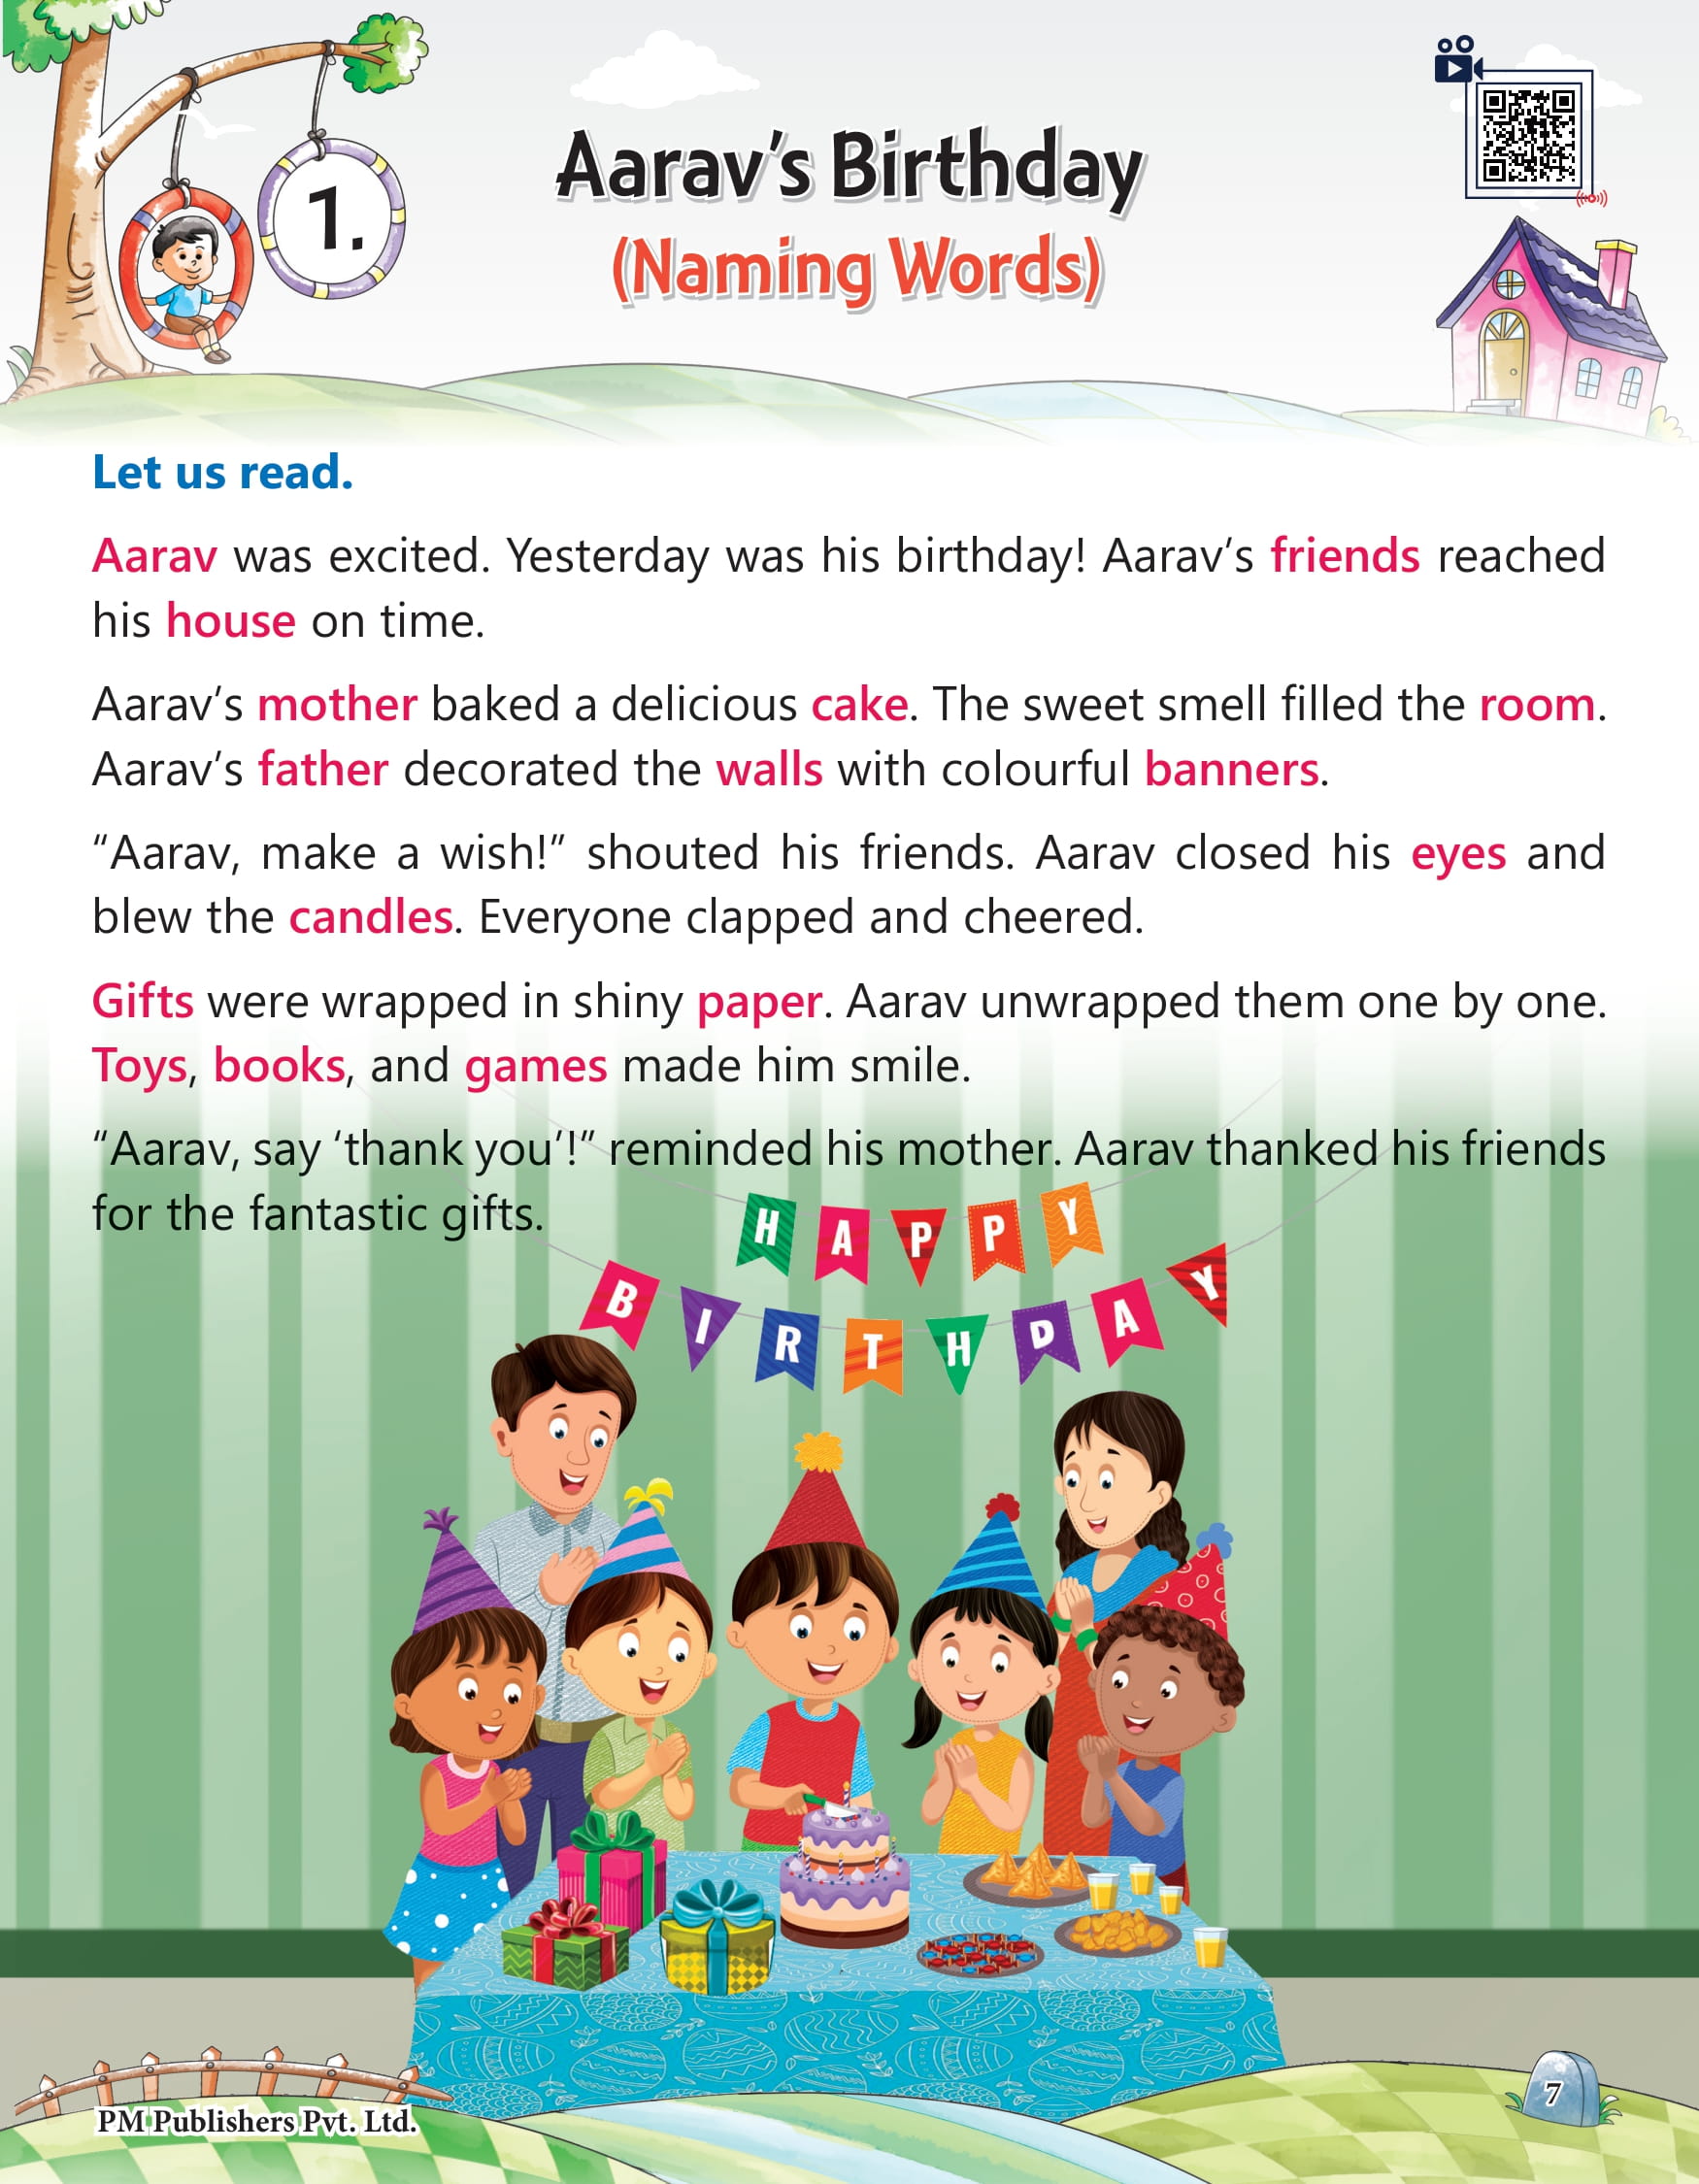 1.
Aarav’s Birthday
(Naming Words)
Let us read.
Aarav was excited. Yesterday was his birthday! Aarav’s friends reached
his house on time.
Aarav’s mother baked a delicious cake. The sweet smell filled the room.
Aarav’s father decorated the walls with colourful banners.
“Aarav, make a wish!” shouted his friends. Aarav closed his eyes and
blew the candles. Everyone clapped and cheered.
Gifts were wrapped in shiny paper. Aarav unwrapped them one by one.
Toys, books, and games made him smile.
“Aarav, say ‘thank you’!” reminded his mother. Aarav thanked his friends
for the fantastic gifts.
HAPPY
BIRTHDAY
PM Publishers Pvt. Ltd.
7